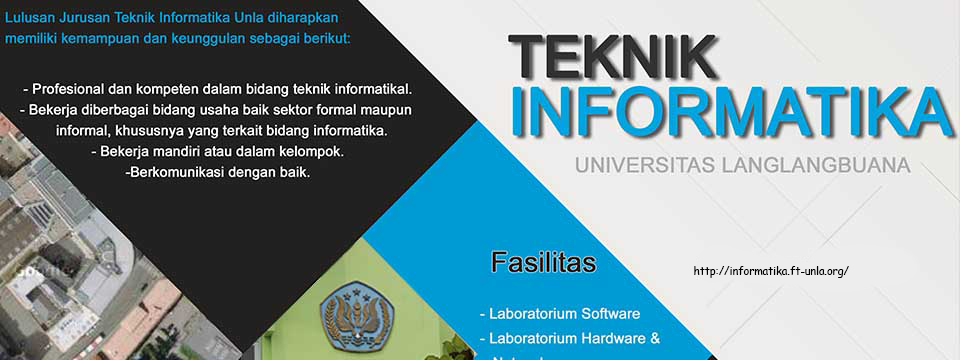 Lulusan Jurusan Teknik Informatika Unla diharapkan
memiliki kemampuan dan keunggulan sebagai berikut:
- Profesional dan kompeten dalam bidang teknik informatikal.
- Bekerja diberbagai bidang usaha baik sektor formal maupun
informal, khususnya yang terkait bidang informatika.
- Bekerja mandiri atau dalam kelompok.
-Berkomunikasi dengan baik.
TEKNIK
INFORMATIKA
UNIVERSITAS LANGLANGBUANA
Fasilitas
- Laboratorium Software
- Laboratorium Hardware &
http://informatika.ft-unla.org/